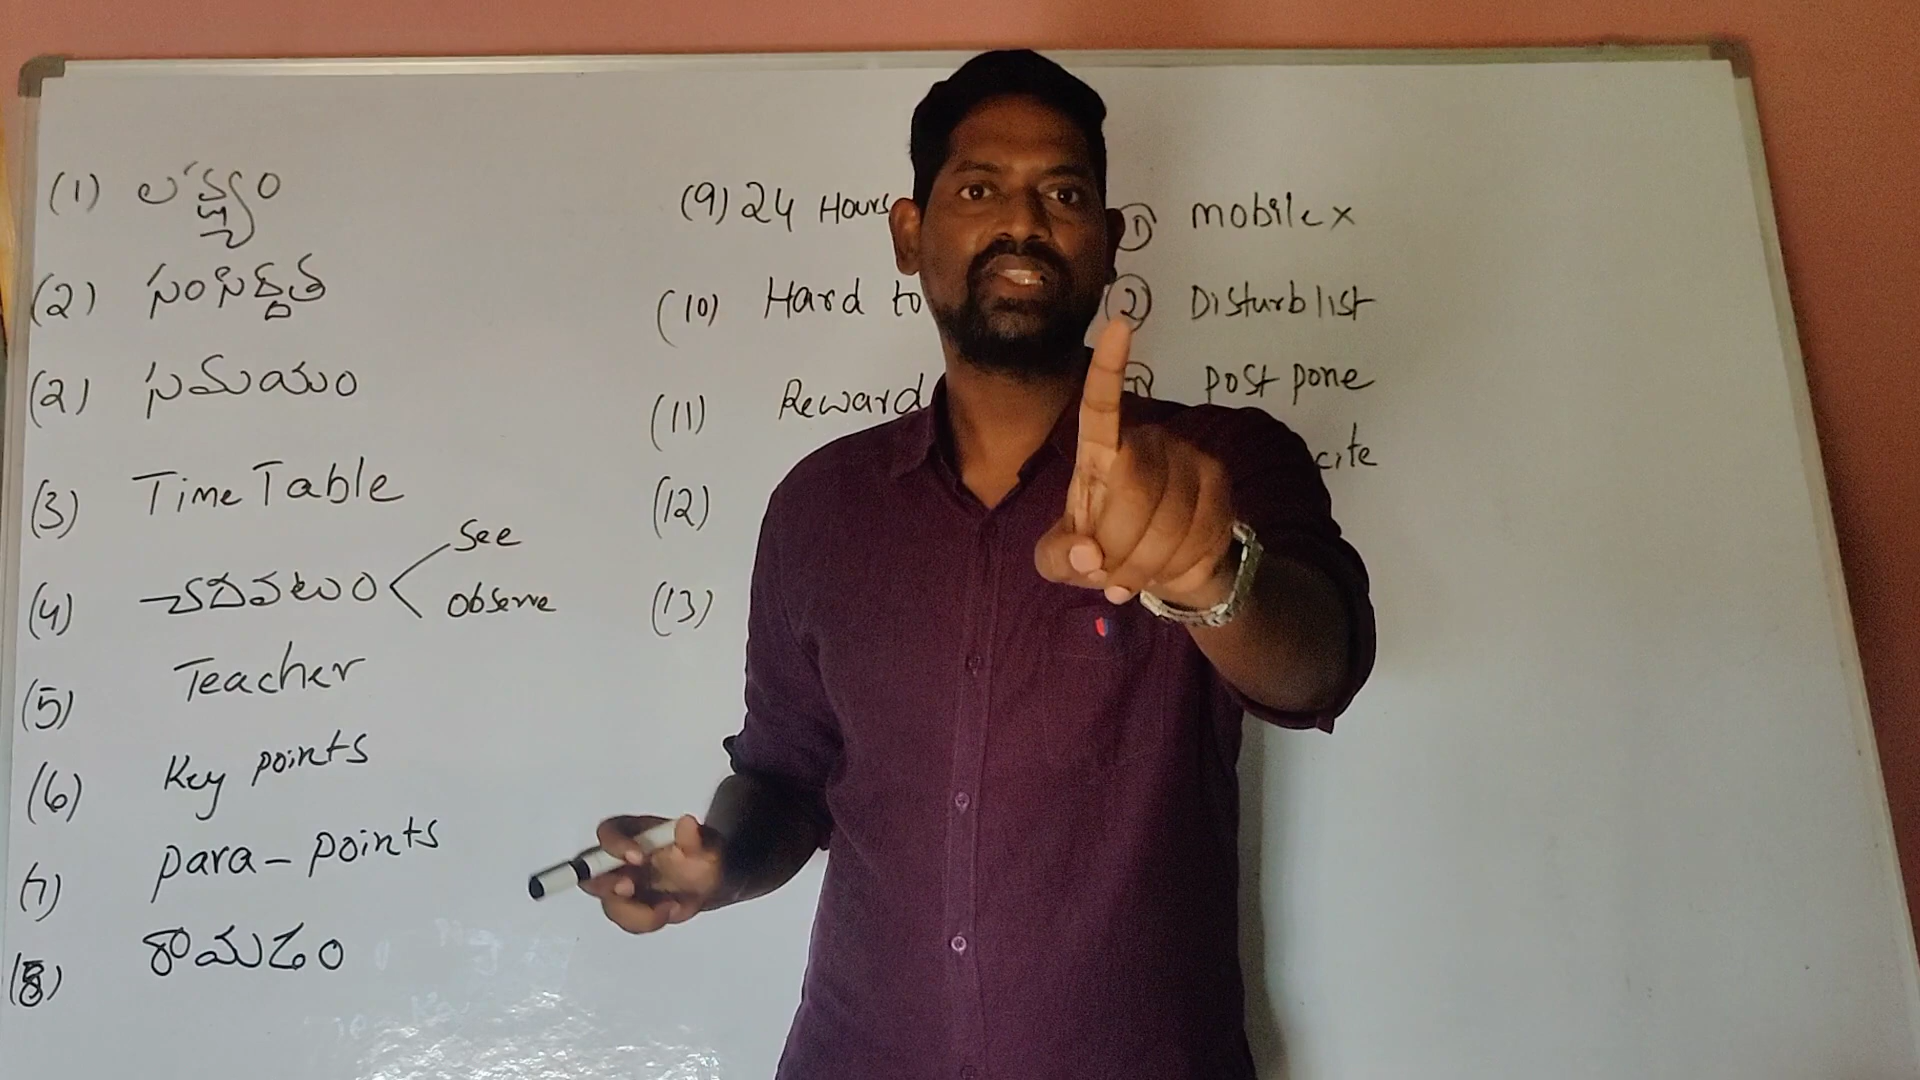 (1) లక్ష్యం
(2) సంసిద్ధత
(2) సమయం
(3) Time Table
(4) చదవటం
See
observe
(5) Teacher
(6) Key points
(7) para - points
(8) రాయడం
(9) 24 Hours
(10) Hard to
(11) Reward
(12)
(13)
① mobile x
② Disturb list
post pone